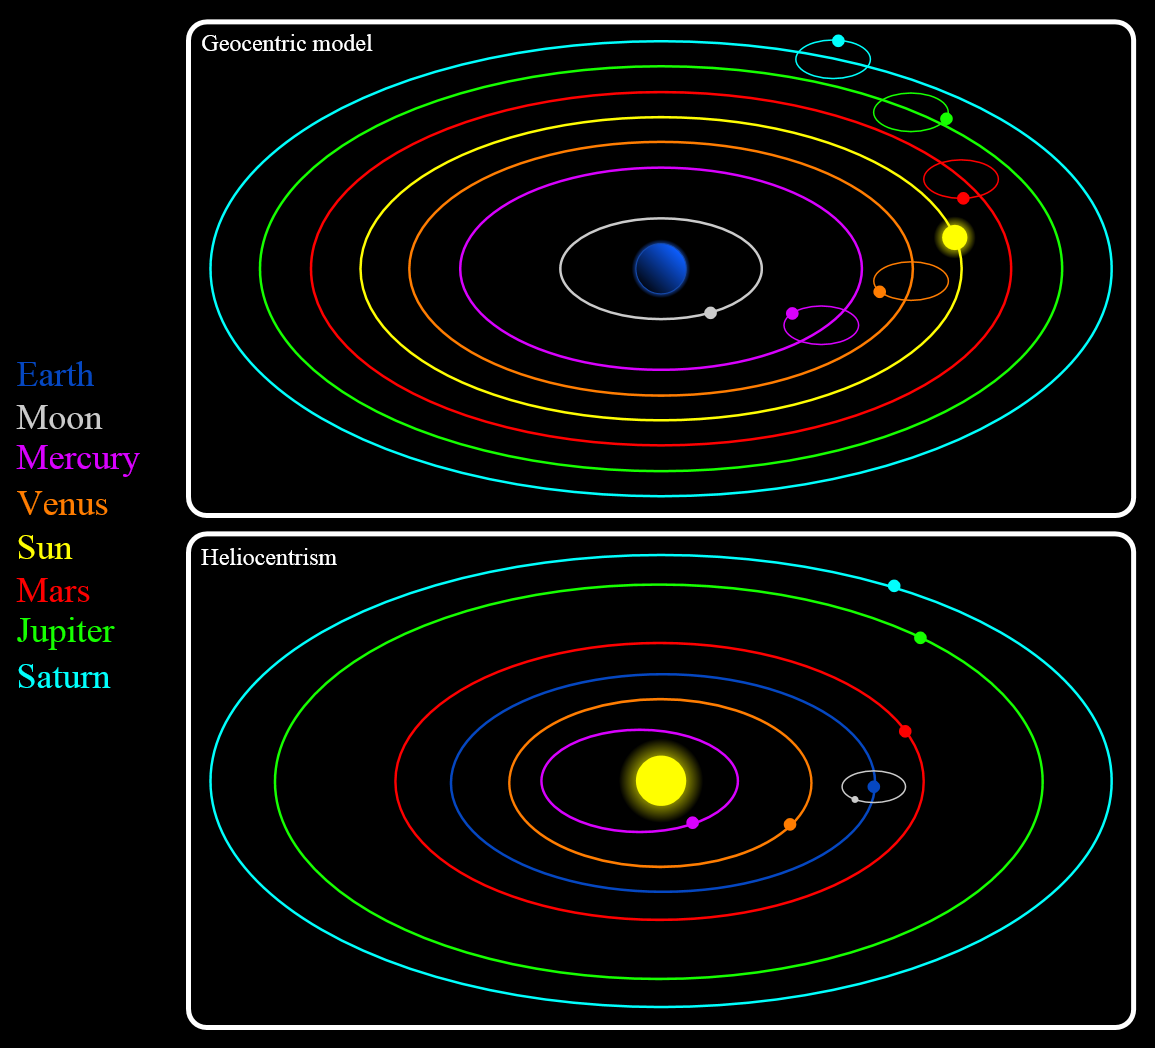 Geocentric model
Earth
Moon
Mercury
Venus
Sun
Mars
Jupiter
Saturn
Heliocentrism